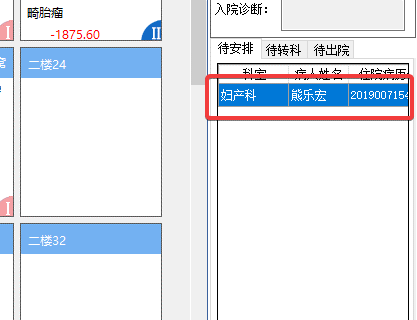 畸胎瘤
-1875.60
II
I
二楼24
I
二楼32
入院诊断：
待安排 待转科 待出院
科室 病人姓名 住院病历
妇产科 熊乐宏 2019007154